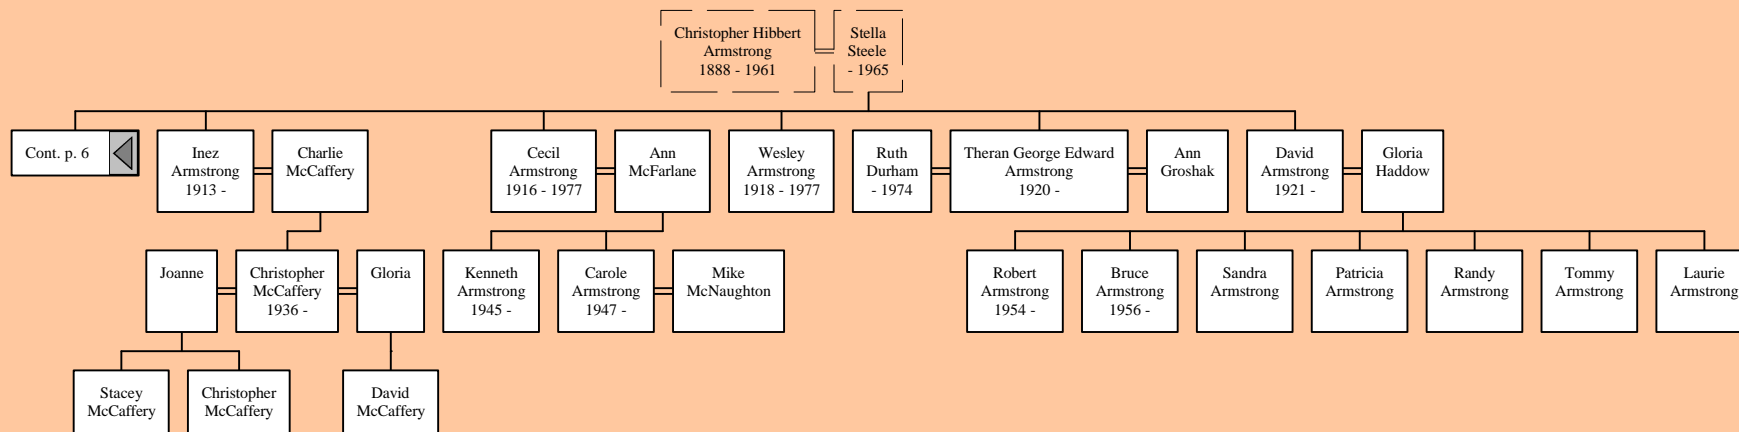 Christopher Hibbert
Armstrong
1888 - 1961
Stella
Steele
- 1965
Cont. p. 6
Inez
Armstrong
1913 -
Charlie
McCaffery
Cecil
Armstrong
1916 - 1977
Ann
McFarlane
Wesley
Armstrong
1918 - 1977
Ruth
Durham
- 1974
Theran George Edward
Armstrong
1920 -
Ann
Groshak
David
Armstrong
1921 -
Gloria
Haddow
Joanne
Christopher
McCaffery
1936 -
Gloria
Kenneth
Armstrong
1945 -
Carole
Armstrong
1947 -
Mike
McNaughton
Robert
Armstrong
1954 -
Bruce
Armstrong
1956 -
Sandra
Armstrong
Patricia
Armstrong
Randy
Armstrong
Tommy
Armstrong
Laurie
Armstrong
Stacey
McCaffery
Christopher
McCaffery
David
McCaffery